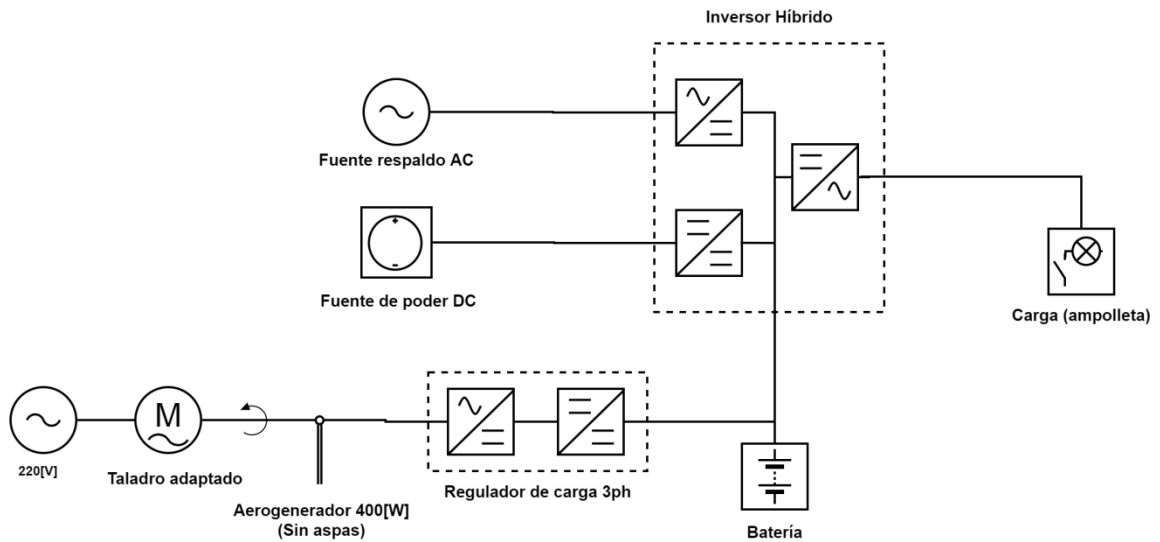 Inversor Híbrido
Fuente respaldo AC
Fuente de poder DC
Carga (ampolleta)
M
220[V]
Taladro adaptado
Aerogenerador 400[W]
(Sin aspas)
Regulador de carga 3ph
Batería